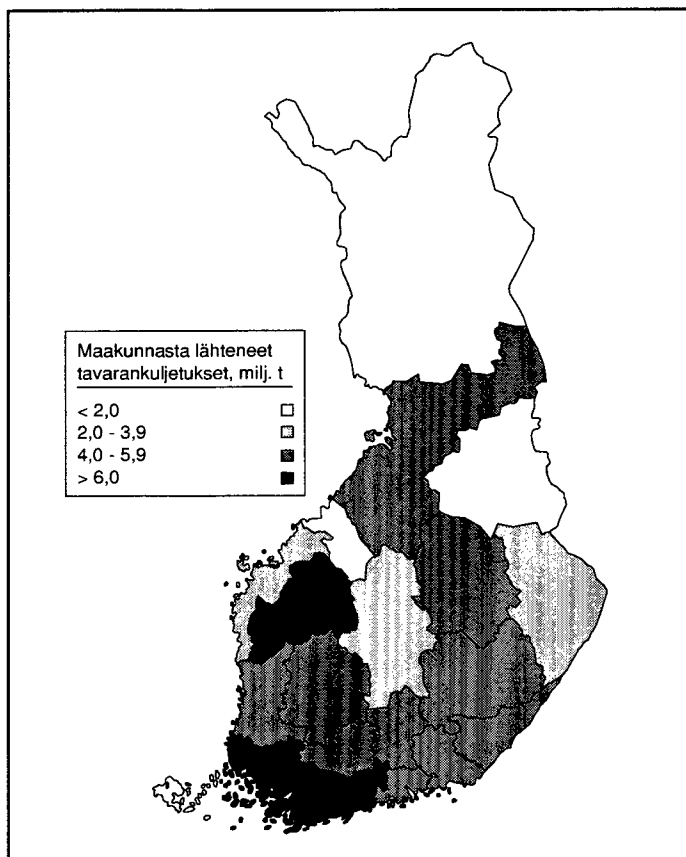 Maakunnasta lähteneet
tavarankuljetukset, milj. t
< 2,0
2,0 - 3,9
4,0 - 5,9
> 6,0